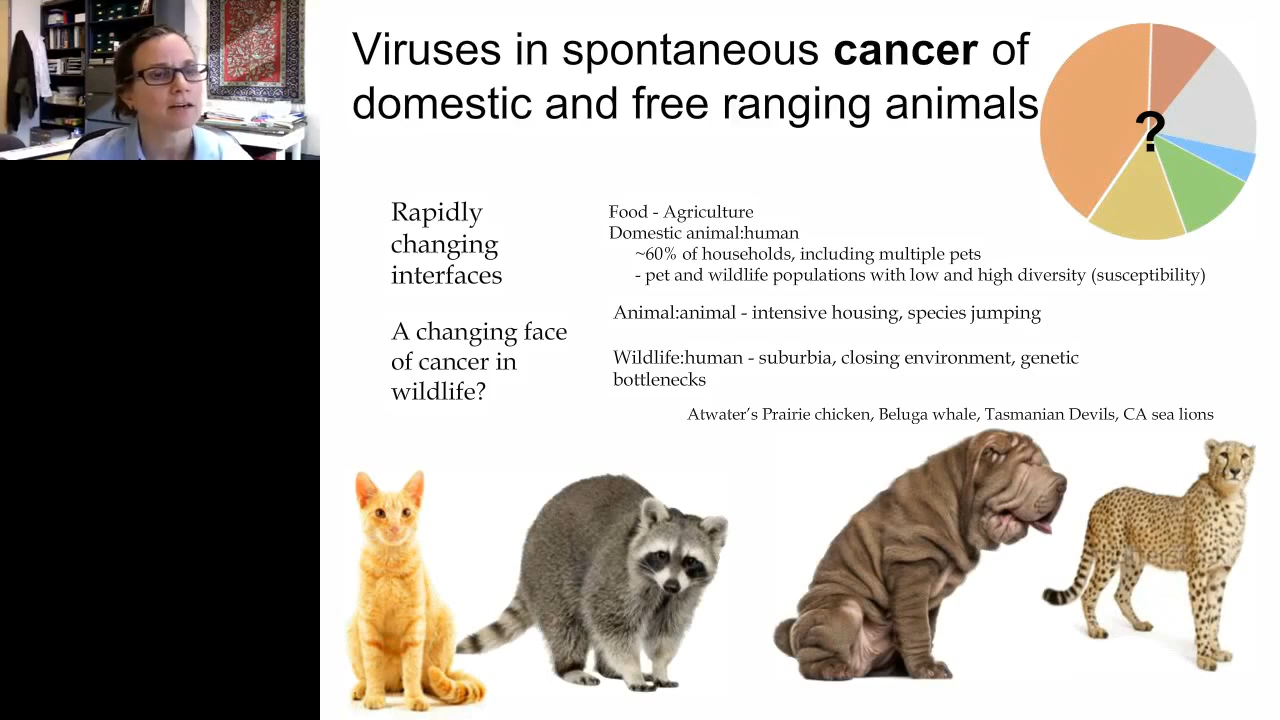 Viruses in spontaneous cancer of
domestic and free ranging animals
?
Rapidly
changing
interfaces
Food - Agriculture
Domestic animal:human
~60% of households, including multiple pets
- pet and wildlife populations with low and high diversity (susceptibility)
Animal:animal - intensive housing, species jumping
A changing face
of cancer in
wildlife?
Wildlife:human - suburbia, closing environment, genetic
bottlenecks
Atwater's Prairie chicken, Beluga whale, Tasmanian Devils, CA sea lions